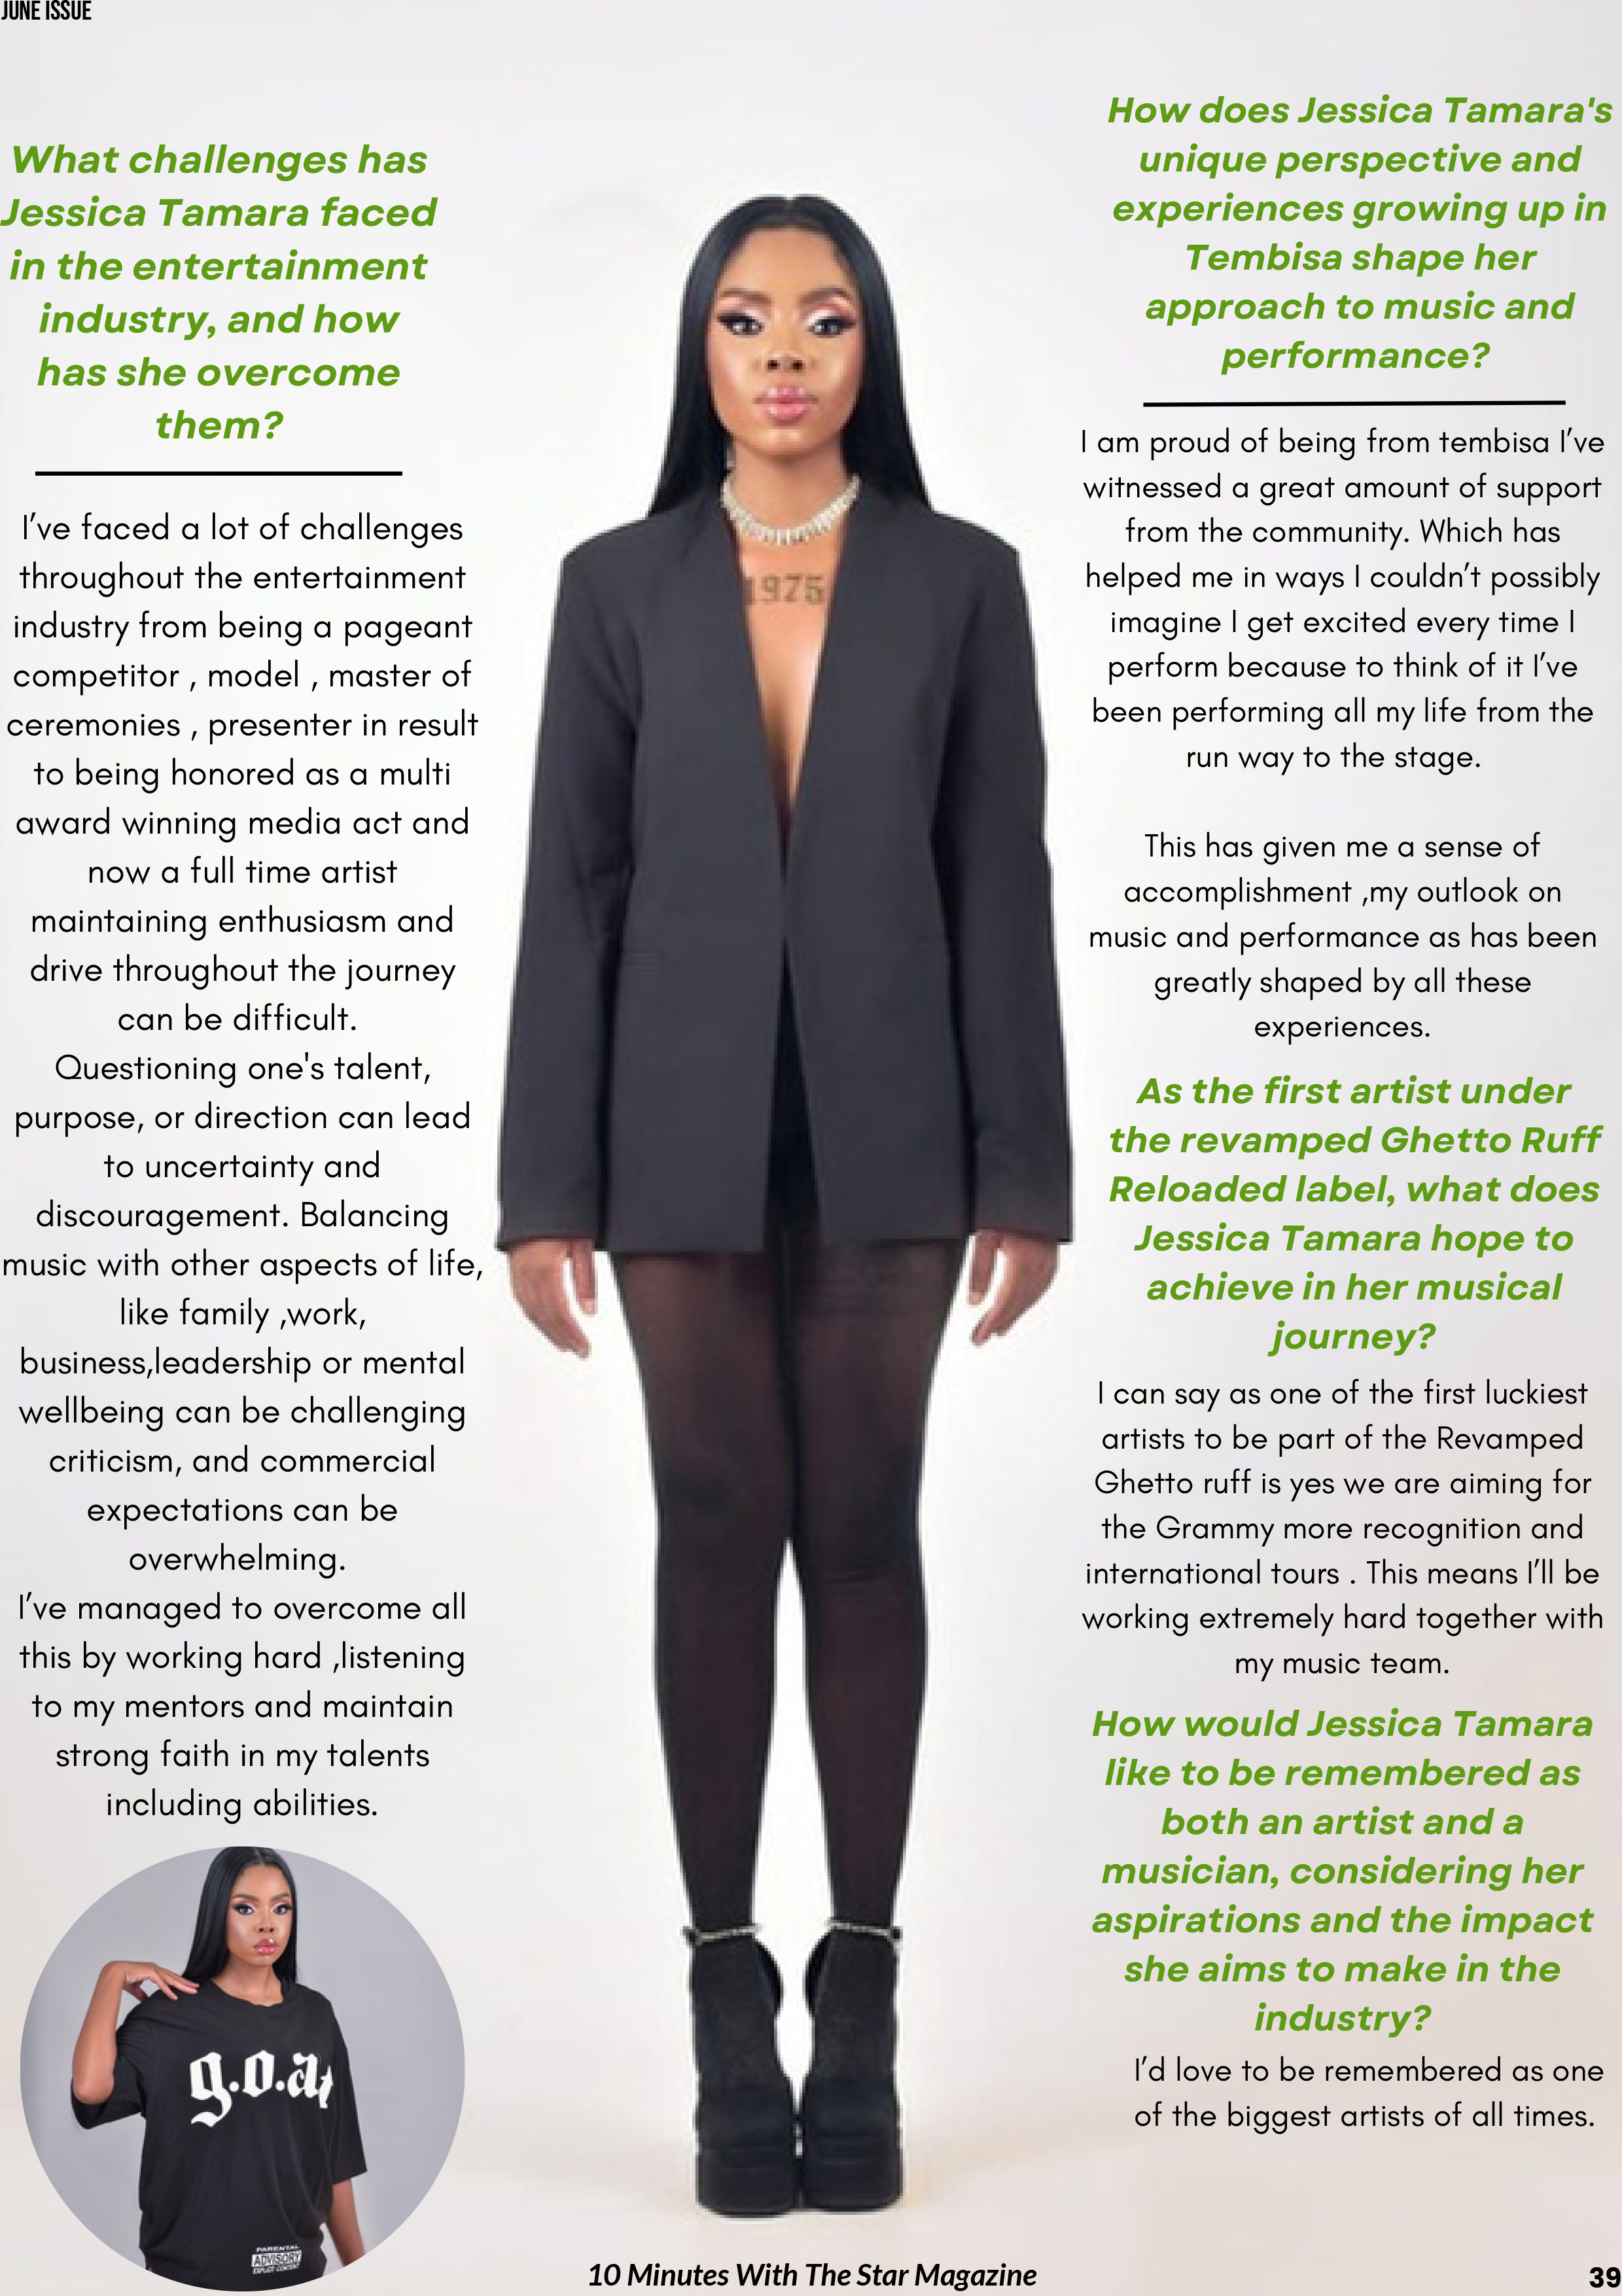 JUNE ISSUE
What challenges has
Jessica Tamara faced
in the entertainment
industry, and how
has she overcome
them?
I’ve faced a lot of challenges
throughout the entertainment
industry from being a pageant
competitor , model , master of
ceremonies , presenter in result
to being honored as a multi
award winning media act and
now a full time artist
maintaining enthusiasm and
drive throughout the journey
can be difficult.
Questioning one's talent,
purpose, or direction can lead
to uncertainty and
discouragement. Balancing
music with other aspects of life,
like family ,work,
business,leadership or mental
wellbeing can be challenging
criticism, and commercial
expectations can be
overwhelming.
I’ve managed to overcome all
this by working hard ,listening
to my mentors and maintain
strong faith in my talents
including abilities.
g.o.at
PARENTAL
ADVISORY
EXPLICIT CONTENT
1975
How does Jessica Tamara's
unique perspective and
experiences growing up in
Tembisa shape her
approach to music and
performance?
I am proud of being from tembisa I’ve
witnessed a great amount of support
from the community. Which has
helped me in ways I couldn’t possibly
imagine I get excited every time I
perform because to think of it I’ve
been performing all my life from the
run way to the stage.
This has given me a sense of
accomplishment ,my outlook on
music and performance as has been
greatly shaped by all these
experiences.
As the first artist under
the revamped Ghetto Ruff
Reloaded label, what does
Jessica Tamara hope to
achieve in her musical
journey?
I can say as one of the first luckiest
artists to be part of the Revamped
Ghetto ruff is yes we are aiming for
the Grammy more recognition and
international tours . This means I’ll be
working extremely hard together with
my music team.
How would Jessica Tamara
like to be remembered as
both an artist and a
musician, considering her
aspirations and the impact
she aims to make in the
industry?
I’d love to be remembered as one
of the biggest artists of all times.
10 Minutes With The Star Magazine
39